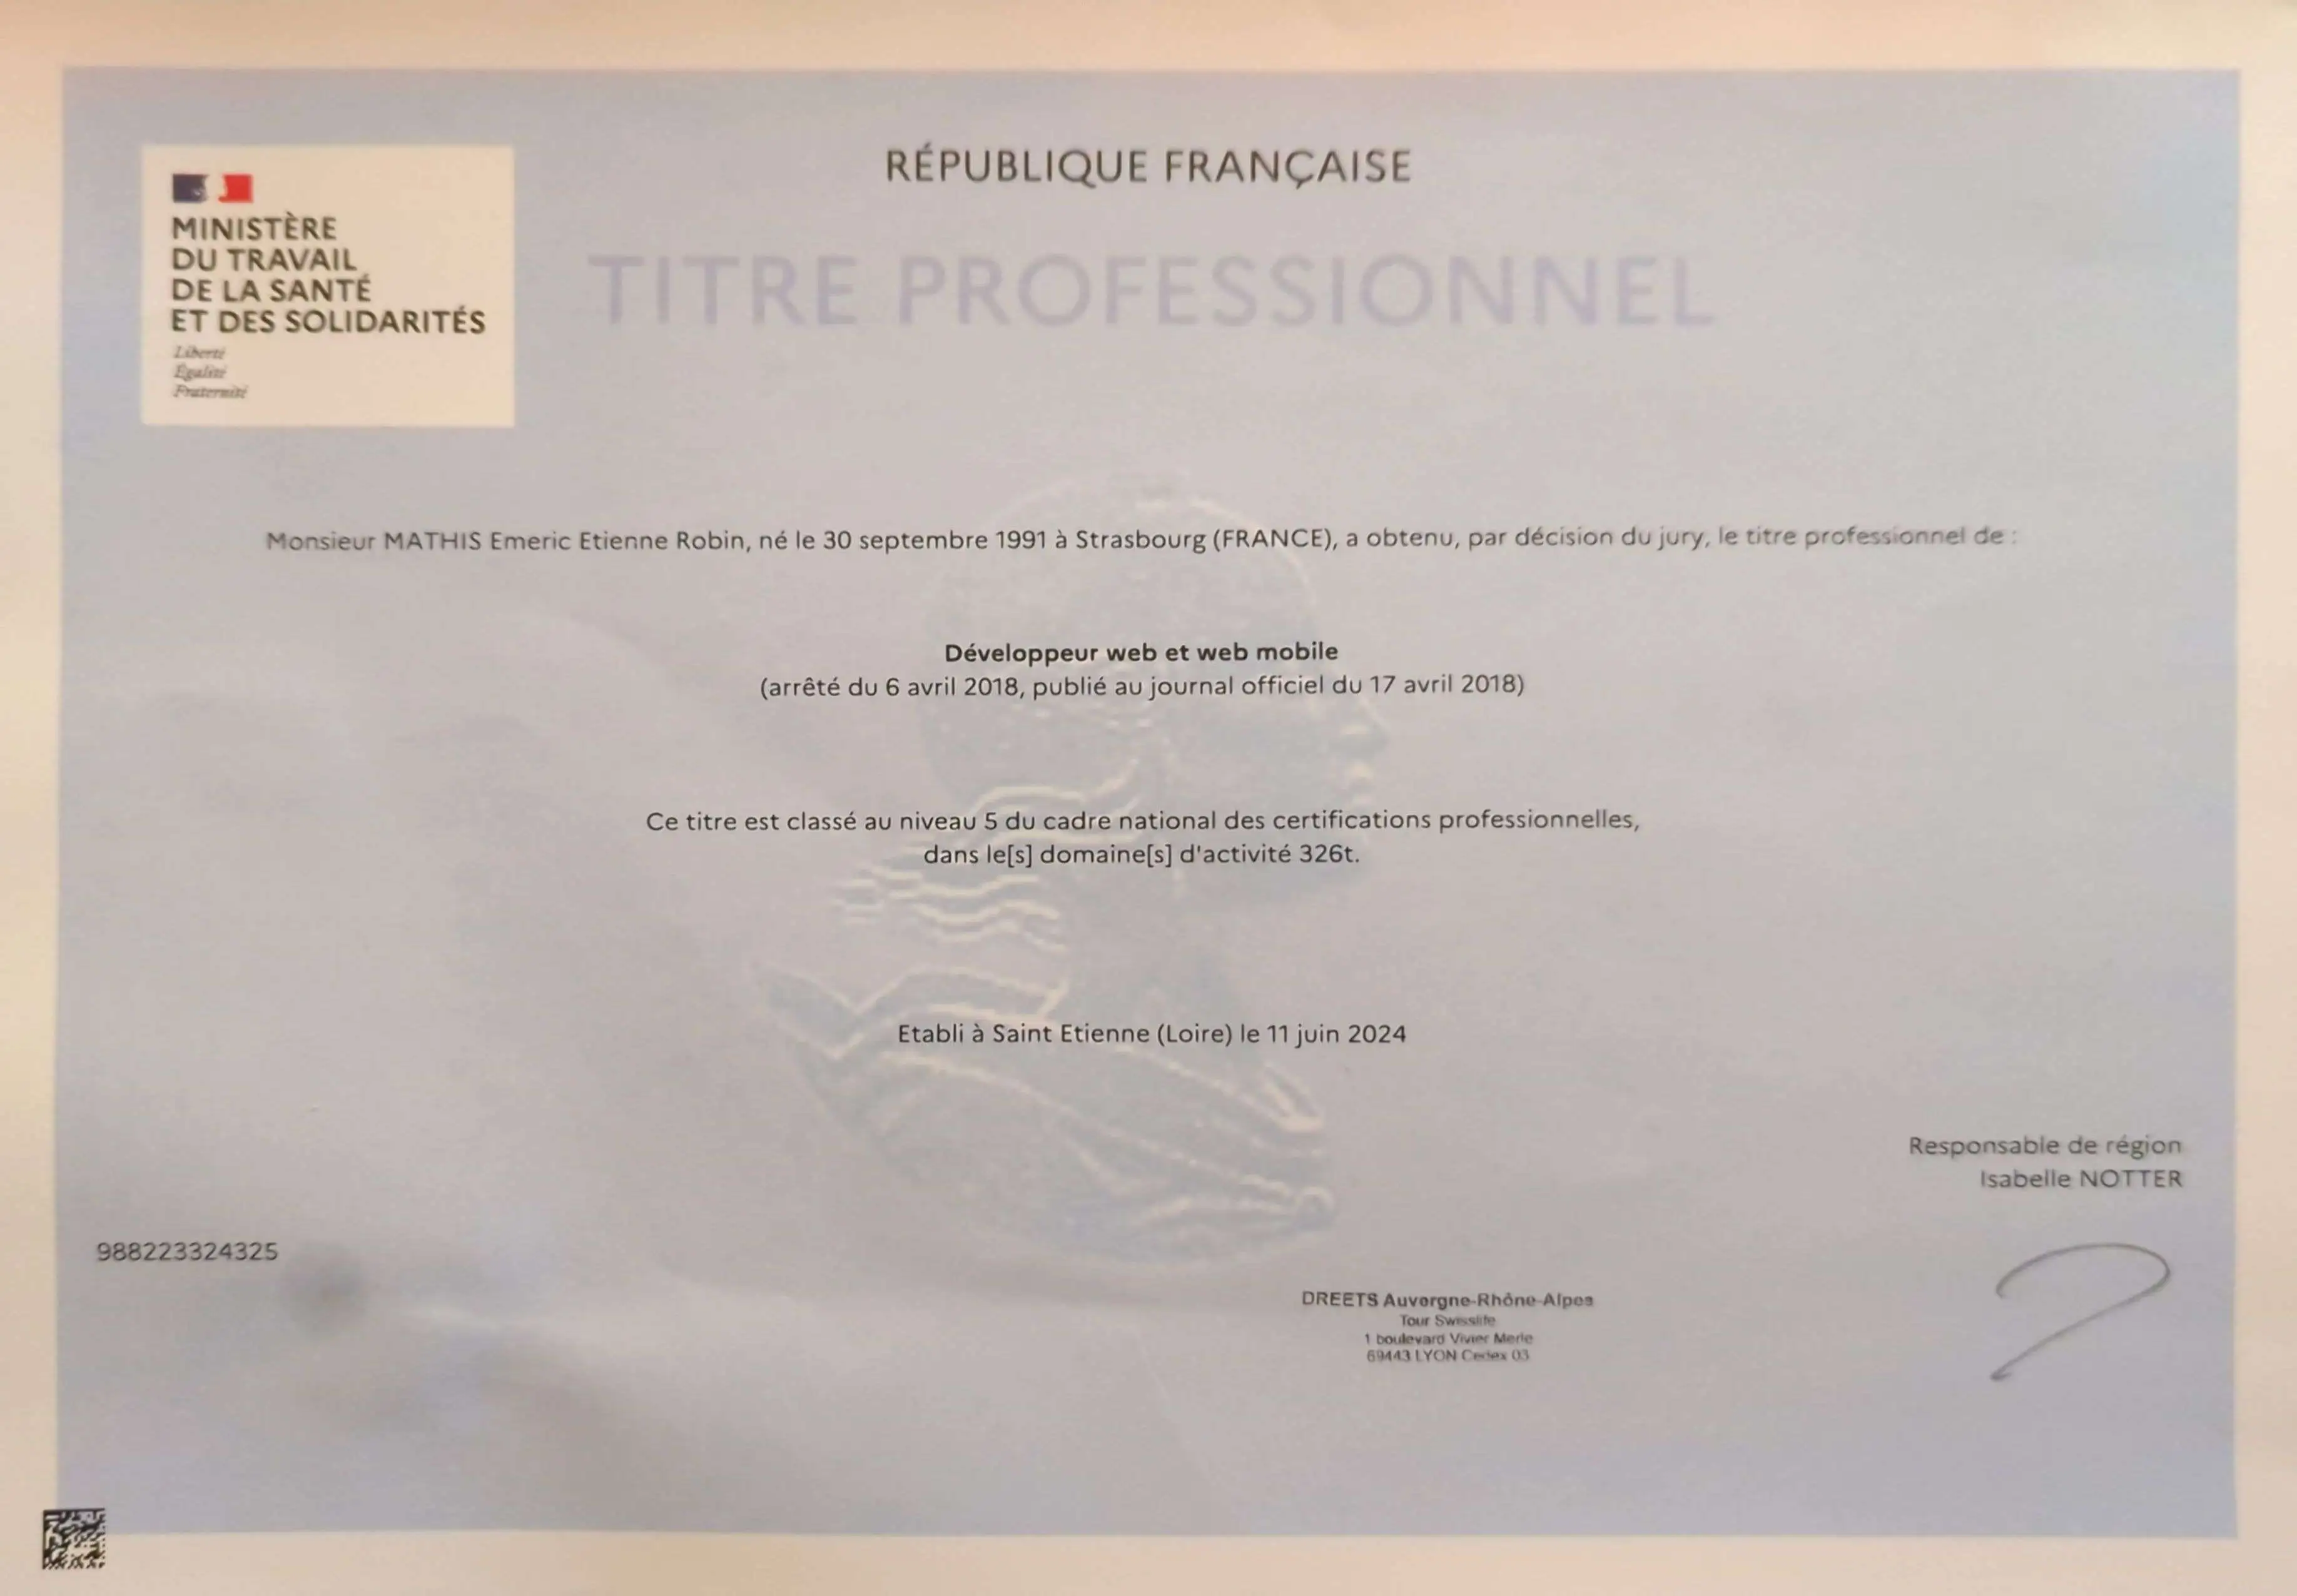 RÉPUBLIQUE FRANÇAISE
TITRE PROFESSIONNEL
MINISTÈRE
DU TRAVAIL
DE LA SANTÉ
ET DES SOLIDARITÉS
Liberté
Égalité
Fraternité
Monsieur MATHIS Emeric Etienne Robin, né le 30 septembre 1991 à Strasbourg (FRANCE), a obtenu, par décision du jury, le titre professionnel de :
Développeur web et web mobile
(arrêté du 6 avril 2018, publié au journal officiel du 17 avril 2018)
Ce titre est classé au niveau 5 du cadre national des certifications professionnelles,
dans le[s] domaine[s] d'activité 326t.
Etabli à Saint Etienne (Loire) le 11 juin 2024
Responsable de région
Isabelle NOTTER
988223324325
DREETS Auvergne-Rhône-Alpes
Tour Swisslife
1 boulevard Vivier Merle
69443 LYON Cedex 03